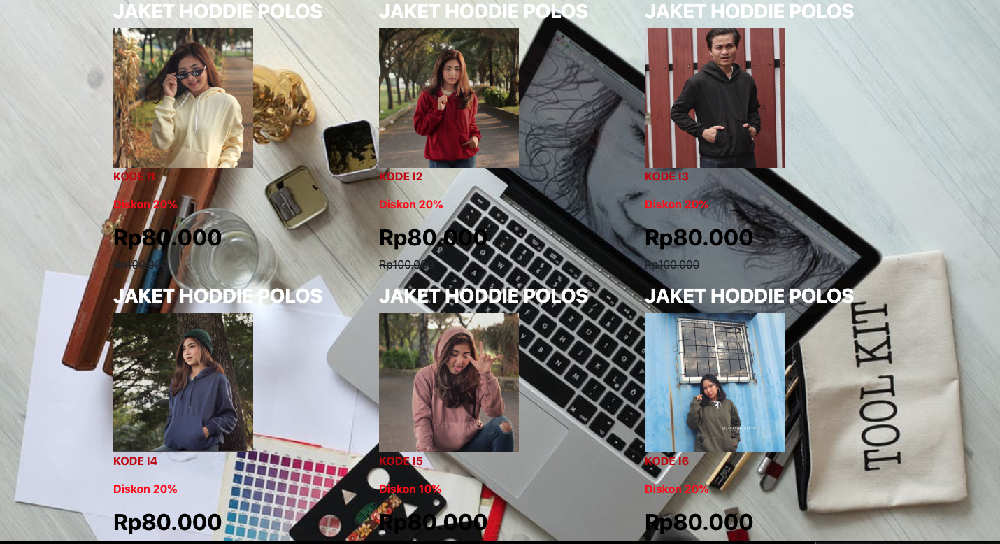 JAKET HODDIE POLOS
JAKET HODDIE POLOS
JAKET HODDIE POLOS
KODE I1
KODE I2
KODE I3
Diskon 20%
Diskon 20%
Diskon 20%
Rp80.000
Rp80.000
Rp80.000
Rp100.000
Rp100.000
Rp100.000
JAKET HODDIE POLOS
JAKET HODDIE POLOS
JAKET HODDIE POLOS
TOOL KIT
KODE I4
KODE I5
KODE I6
Diskon 20%
Diskon 10%
Diskon 20%
Rp80.000
Rp80.000
Rp80.000